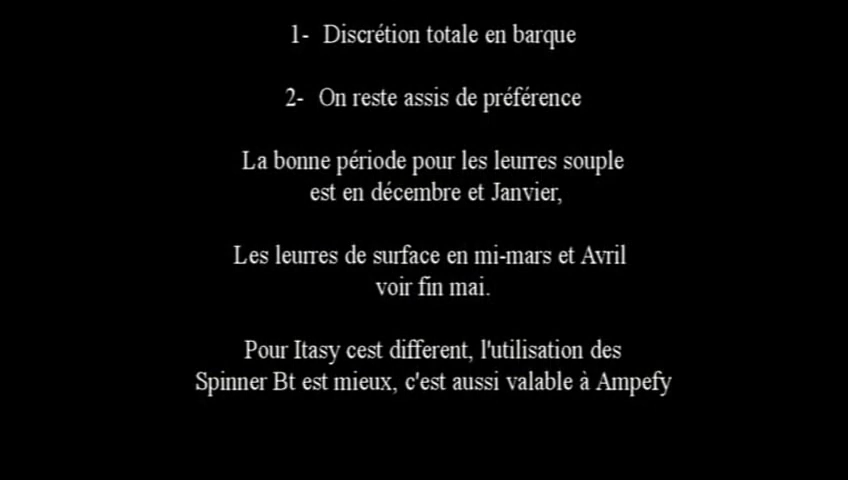 1- Discrétion totale en barque
2- On reste assis de préférence
La bonne période pour les leurres souple
est en décembre et Janvier,
Les leurres de surface en mi-mars et Avril
voir fin mai.
Pour Itasy cest different, l'utilisation des
Spinner Bt est mieux, c'est aussi valable à Ampefy